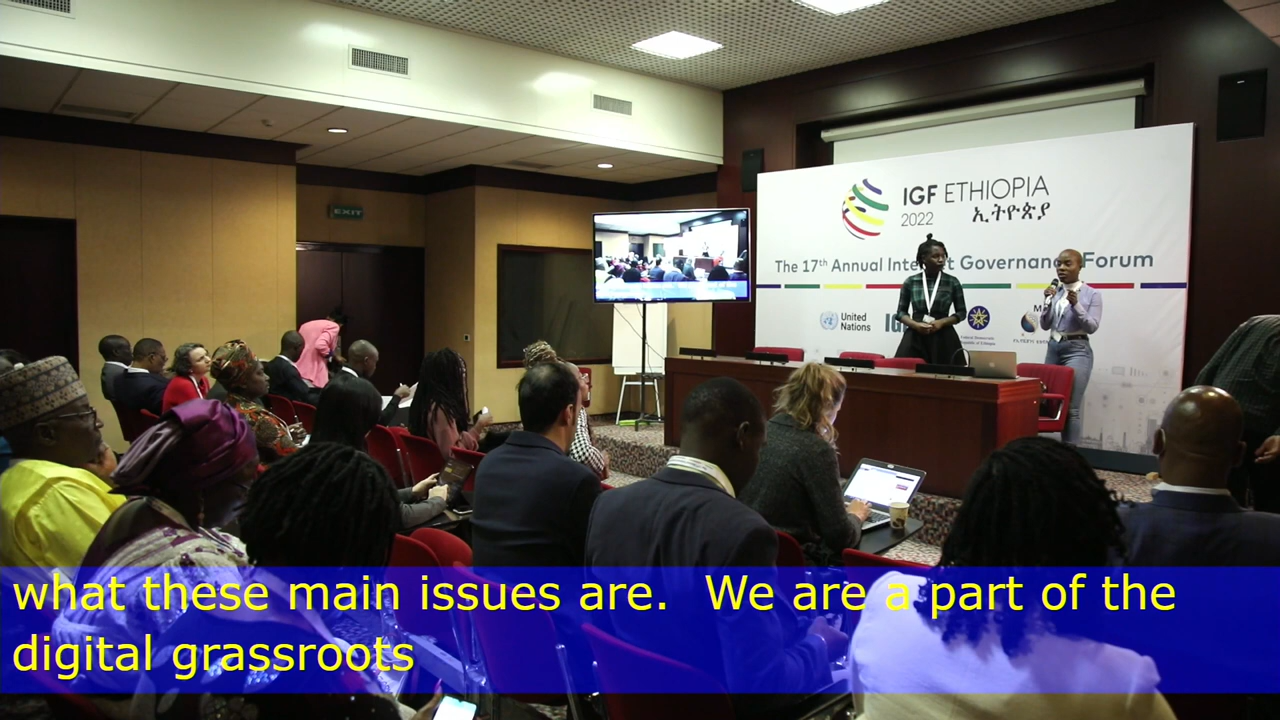 EXIT
IGF ETHIOPIA
2022 ኢትዮጵያ
The 17th Annual Internet Governance Forum
United
Nations
IG
what these main issues are.  We are a part of the
digital grassroots